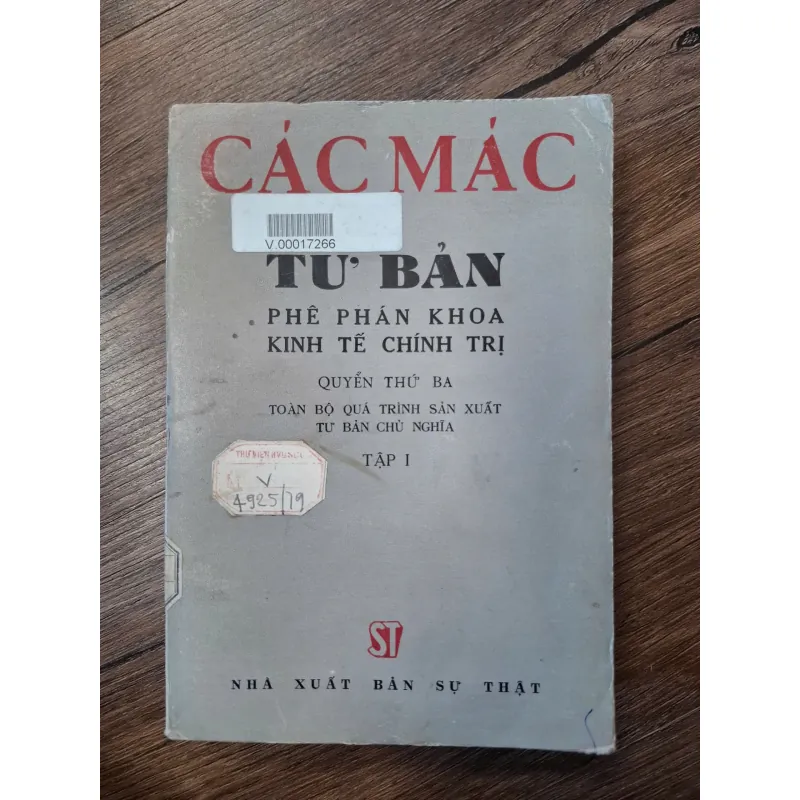 CÁC MÁC
V.00017266
TƯ BẢN
PHÊ PHÁN KHOA
KINH TẾ CHÍNH TRỊ
QUYỂN THỨ BA
TOÀN BỘ QUÁ TRÌNH SẢN XUẤT
TƯ BẢN CHỦ NGHĨA
TẬP I
V
4925/79
ST
NHÀ XUẤT BẢN SỰ THẬT